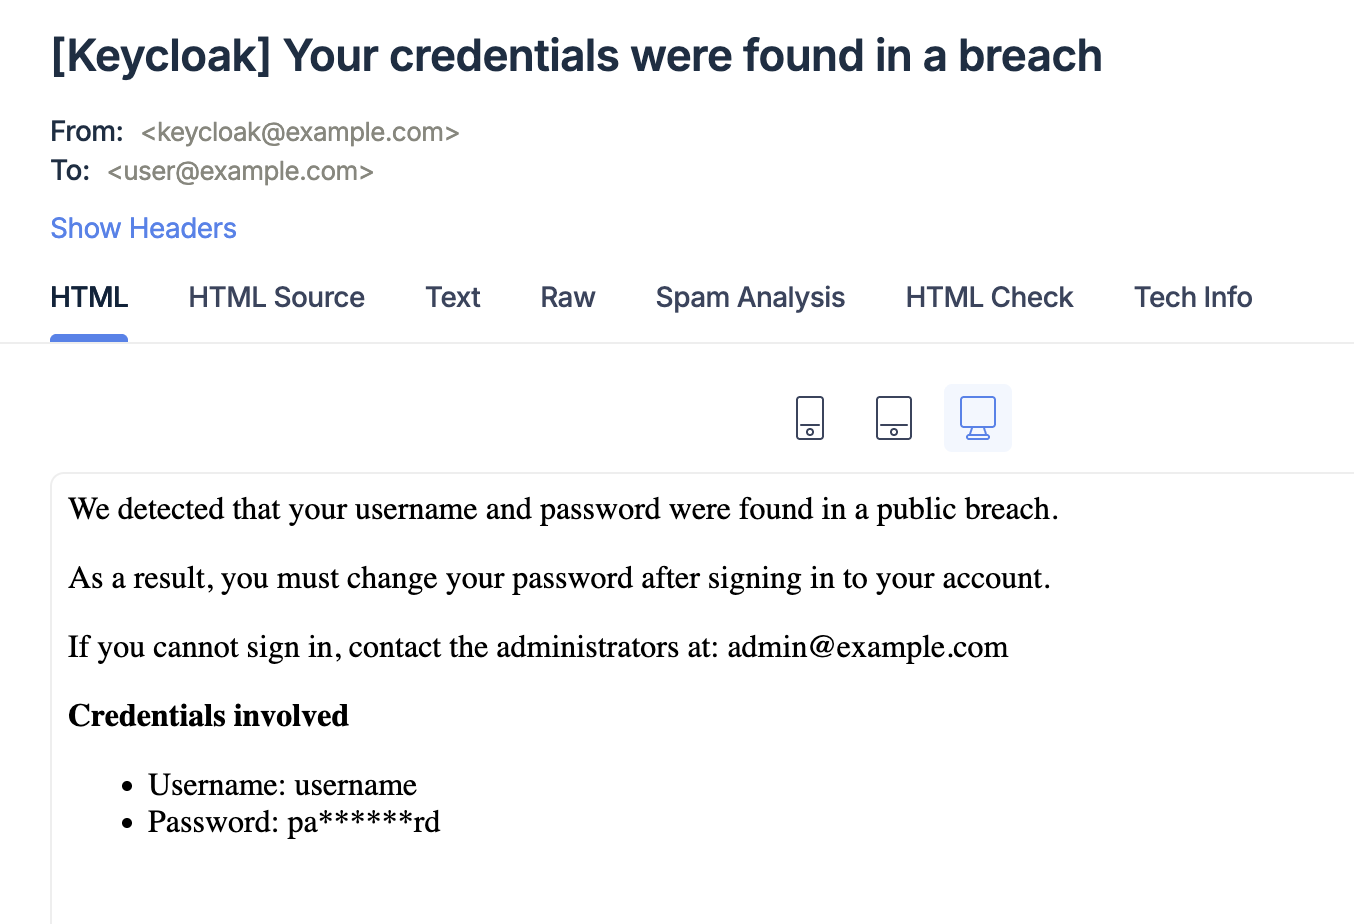 [Keycloak] Your credentials were found in a breach
From: <keycloak@example.com>
To: <user@example.com>
Show Headers
HTML HTML Source Text Raw Spam Analysis HTML Check Tech Info
We detected that your username and password were found in a public breach.
As a result, you must change your password after signing in to your account.
If you cannot sign in, contact the administrators at: admin@example.com
Credentials involved
• Username: username
• Password: pa******rd